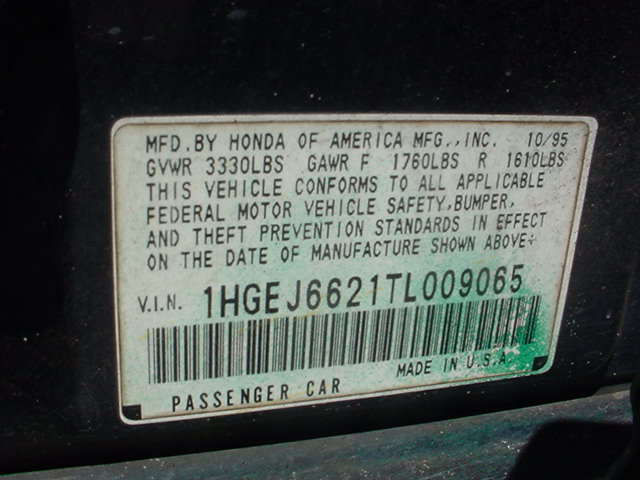 MFD. BY HONDA OF AMERICA MFG., INC. 10/95
GVWR 3330LBS GAWR F 1760LBS R 1610LBS
THIS VEHICLE CONFORMS TO ALL APPLICABLE
FEDERAL MOTOR VEHICLE SAFETY, BUMPER,
AND THEFT PREVENTION STANDARDS IN EFFECT
ON THE DATE OF MANUFACTURE SHOWN ABOVE.
V.I.N. 1HGEJ6621TL009065
PASSENGER CAR MADE IN U.S.A